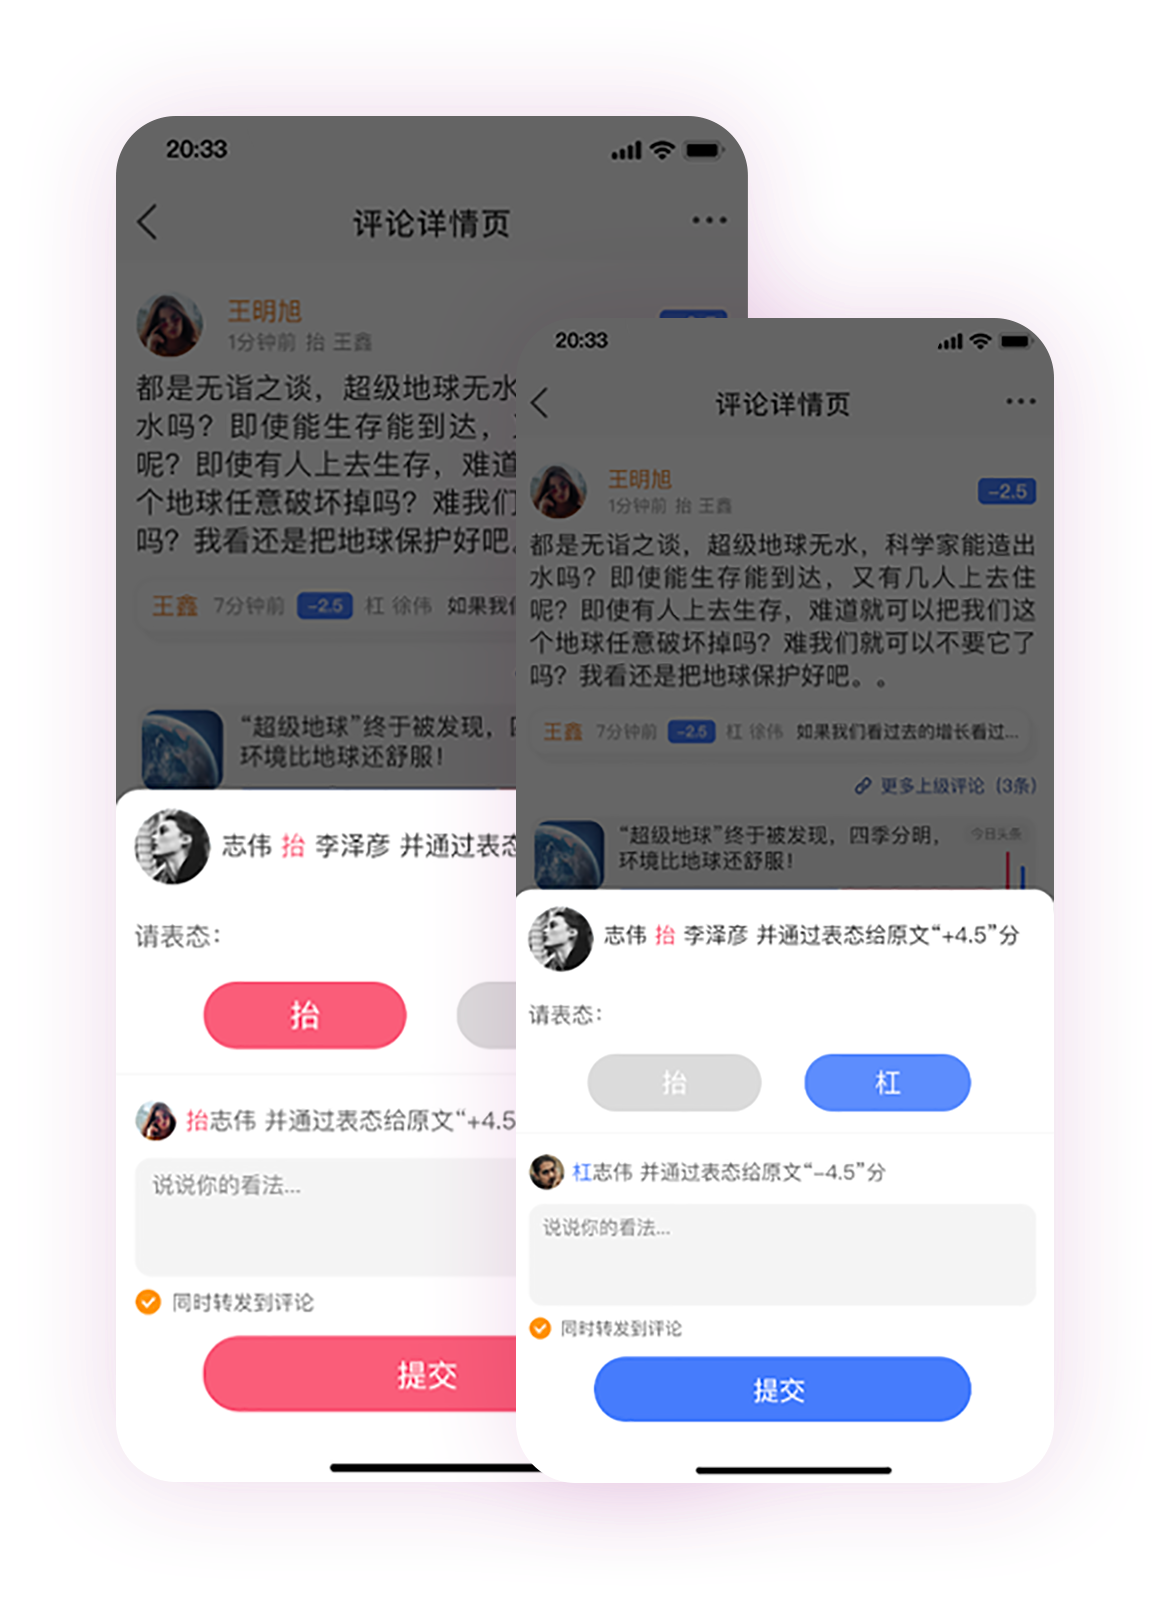 20:33
评论详情页
王明旭
1分钟前 抬 王鑫
都是无诣之谈，超级地球无水
水吗？即使能生存能到达，
呢？即使有人上去生存，难道
个地球任意破坏掉吗？难我们
吗？我看还是把地球保护好吧。
王鑫 7分钟前 -2.5 杠 徐伟 如果我们
“超级地球”终于被发现，
环境比地球还舒服！
志伟 抬 李泽彦 并通过表态
请表态：
抬
抬志伟 并通过表态给原文“+4.5
说说你的看法...
同时转发到评论
提交
20:33
评论详情页
王明旭
-2.5
1分钟前 抬 王鑫
都是无诣之谈，超级地球无水，科学家能造出
水吗？即使能生存能到达，又有几人上去住
呢？即使有人上去生存，难道就可以把我们这
个地球任意破坏掉吗？难我们就可以不要它了
吗？我看还是把地球保护好吧。。
王鑫 7分钟前 -2.5 杠 徐伟 如果我们看过去的增长看过...
更多上级评论（3条）
“超级地球”终于被发现，四季分明，
今日头条
环境比地球还舒服！
志伟 抬 李泽彦 并通过表态给原文“+4.5”分
请表态：
抬 杠
杠志伟 并通过表态给原文“-4.5”分
说说你的看法...
同时转发到评论
提交